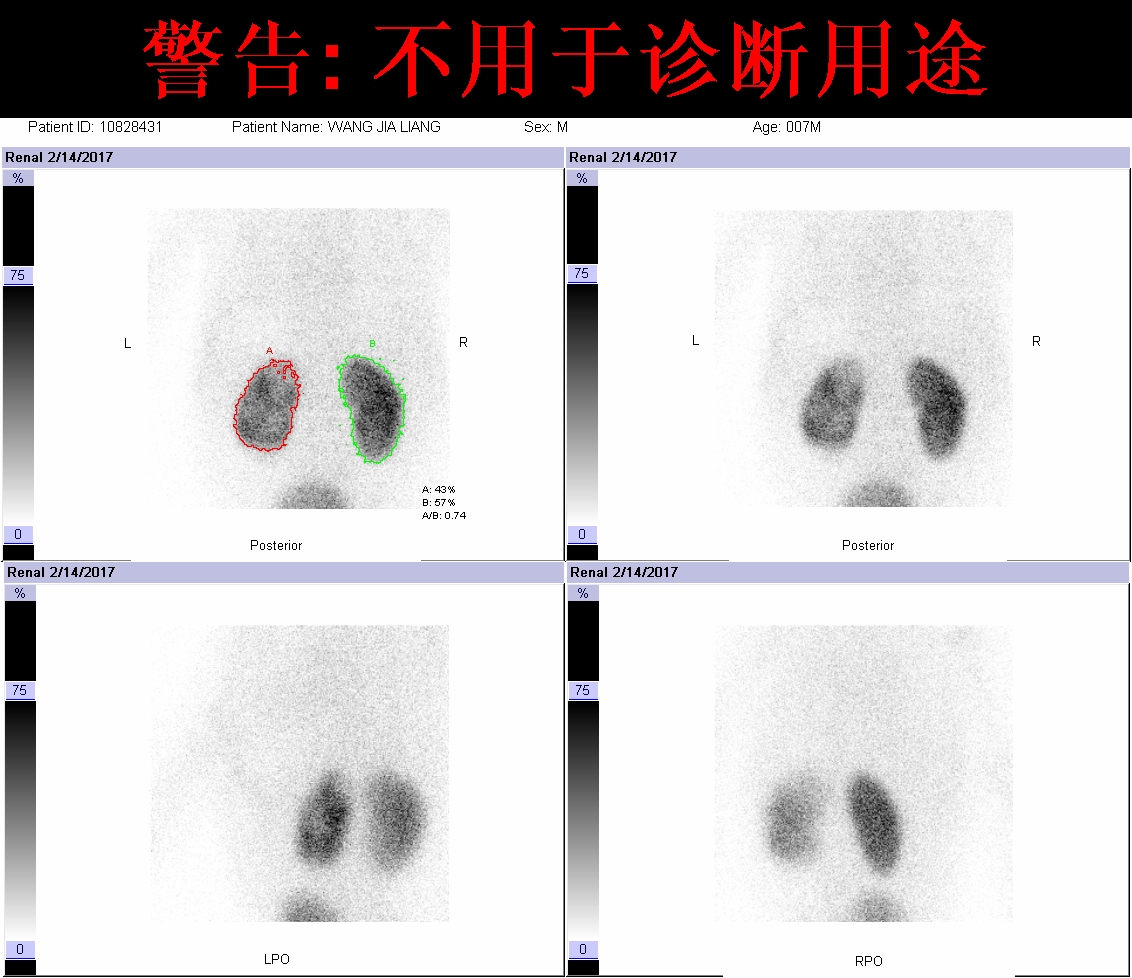 警告: 不用于诊断用途
Patient ID: 10828431 Patient Name: WANG JIA LIANG Sex: M Age: 007M
Renal 2/14/2017 Renal 2/14/2017
% %
75 75
L R L R
A B
A: 43%
B: 57%
A/B: 0.74
0 0
Posterior Posterior
Renal 2/14/2017 Renal 2/14/2017
% %
75 75
0 0
LPO RPO